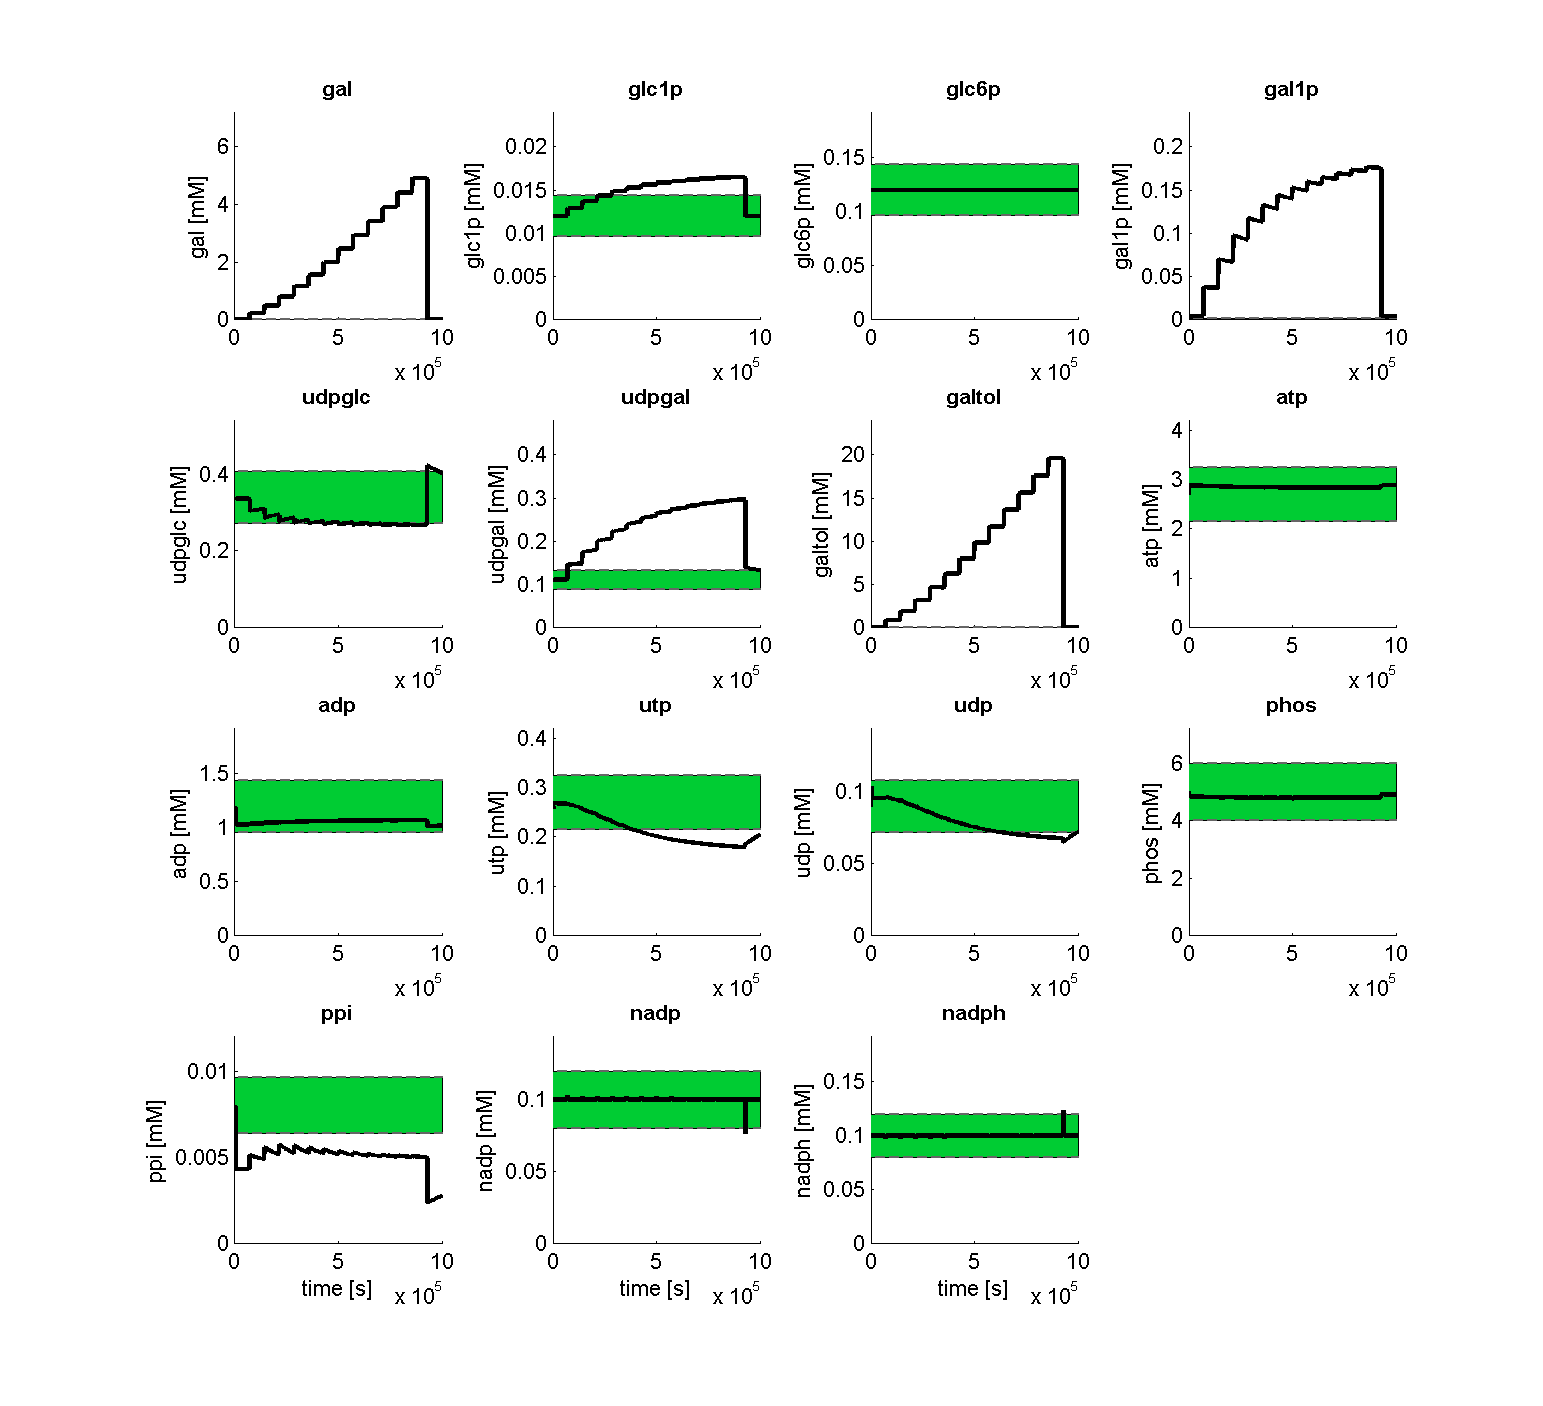 gal
gal [mM]
6
4
2
0
0 5 10
x 10^5
glc1p
glc1p [mM]
0.02
0.015
0.01
0.005
0
0 5 10
x 10^5
glc6p
glc6p [mM]
0.15
0.1
0.05
0
0 5 10
x 10^5
gal1p
gal1p [mM]
0.2
0.15
0.1
0.05
0
0 5 10
x 10^5
udpglc
udpglc [mM]
0.4
0.2
0
0 5 10
x 10^5
udpgal
udpgal [mM]
0.4
0.3
0.2
0.1
0
0 5 10
x 10^5
galtol
galtol [mM]
20
15
10
5
0
0 5 10
x 10^5
atp
atp [mM]
4
3
2
1
0
0 5 10
x 10^5
adp
adp [mM]
1.5
1
0.5
0
0 5 10
x 10^5
utp
utp [mM]
0.4
0.3
0.2
0.1
0
0 5 10
x 10^5
udp
udp [mM]
0.1
0.05
0
0 5 10
x 10^5
phos
phos [mM]
6
4
2
0
0 5 10
x 10^5
ppi
ppi [mM]
0.01
0.005
0
0 5 10
time [s]
x 10^5
nadp
nadp [mM]
0.1
0.05
0
0 5 10
time [s]
x 10^5
nadph
nadph [mM]
0.15
0.1
0.05
0
0 5 10
time [s]
x 10^5